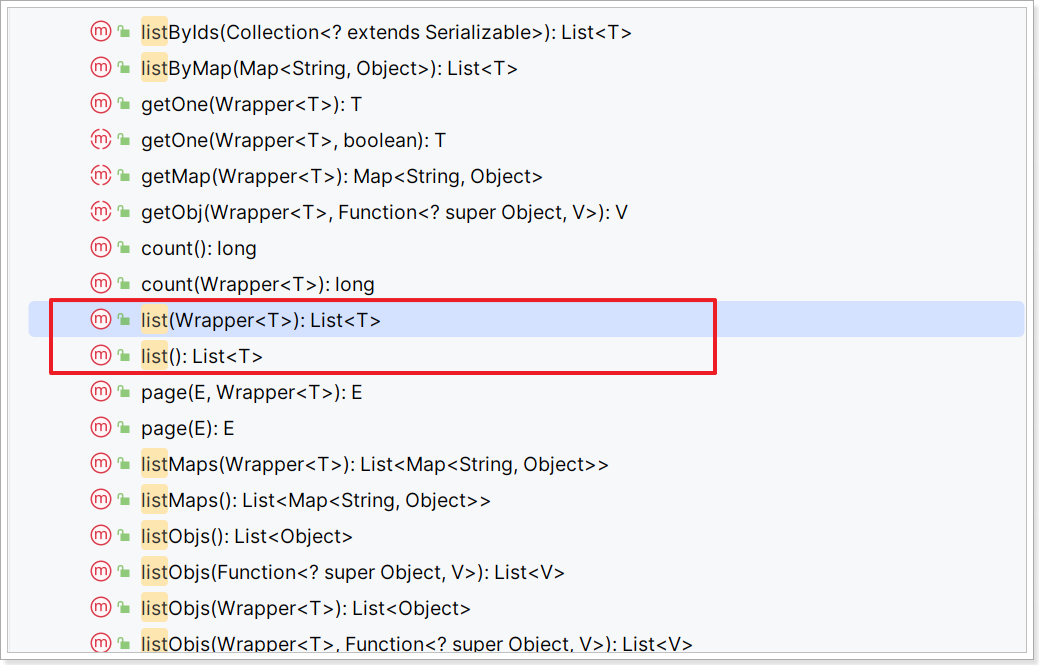 listByIds(Collection<? extends Serializable>): List<T>
listByMap(Map<String, Object>): List<T>
getOne(Wrapper<T>): T
getOne(Wrapper<T>, boolean): T
getMap(Wrapper<T>): Map<String, Object>
getObj(Wrapper<T>, Function<? super Object, V>): V
count(): long
count(Wrapper<T>): long
list(Wrapper<T>): List<T>
list(): List<T>
page(E, Wrapper<T>): E
page(E): E
listMaps(Wrapper<T>): List<Map<String, Object>>
listMaps(): List<Map<String, Object>>
listObjs(): List<Object>
listObjs(Function<? super Object, V>): List<V>
listObjs(Wrapper<T>): List<Object>
listObjs(Wrapper<T>, Function<? super Object, V>): List<V>